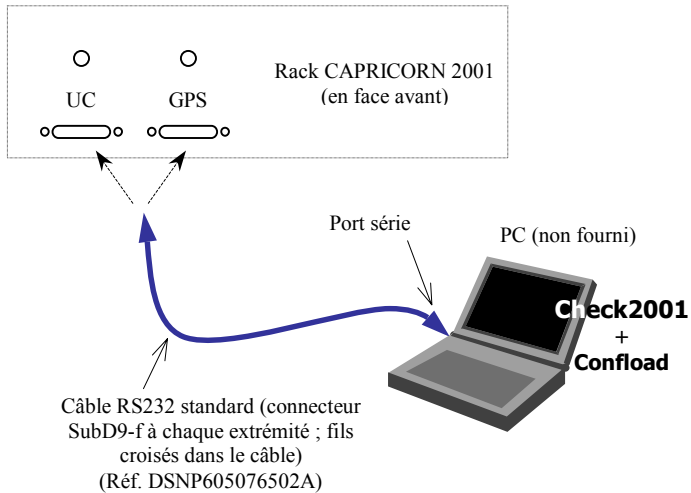 Rack CAPRICORN 2001
(en face avant)
UC
GPS
Port série
PC (non fourni)
Check2001
+
Confload
Câble RS232 standard (connecteur
SubD9-f à chaque extrémité ; fils
croisés dans le câble)
(Réf. DSNP605076502A)